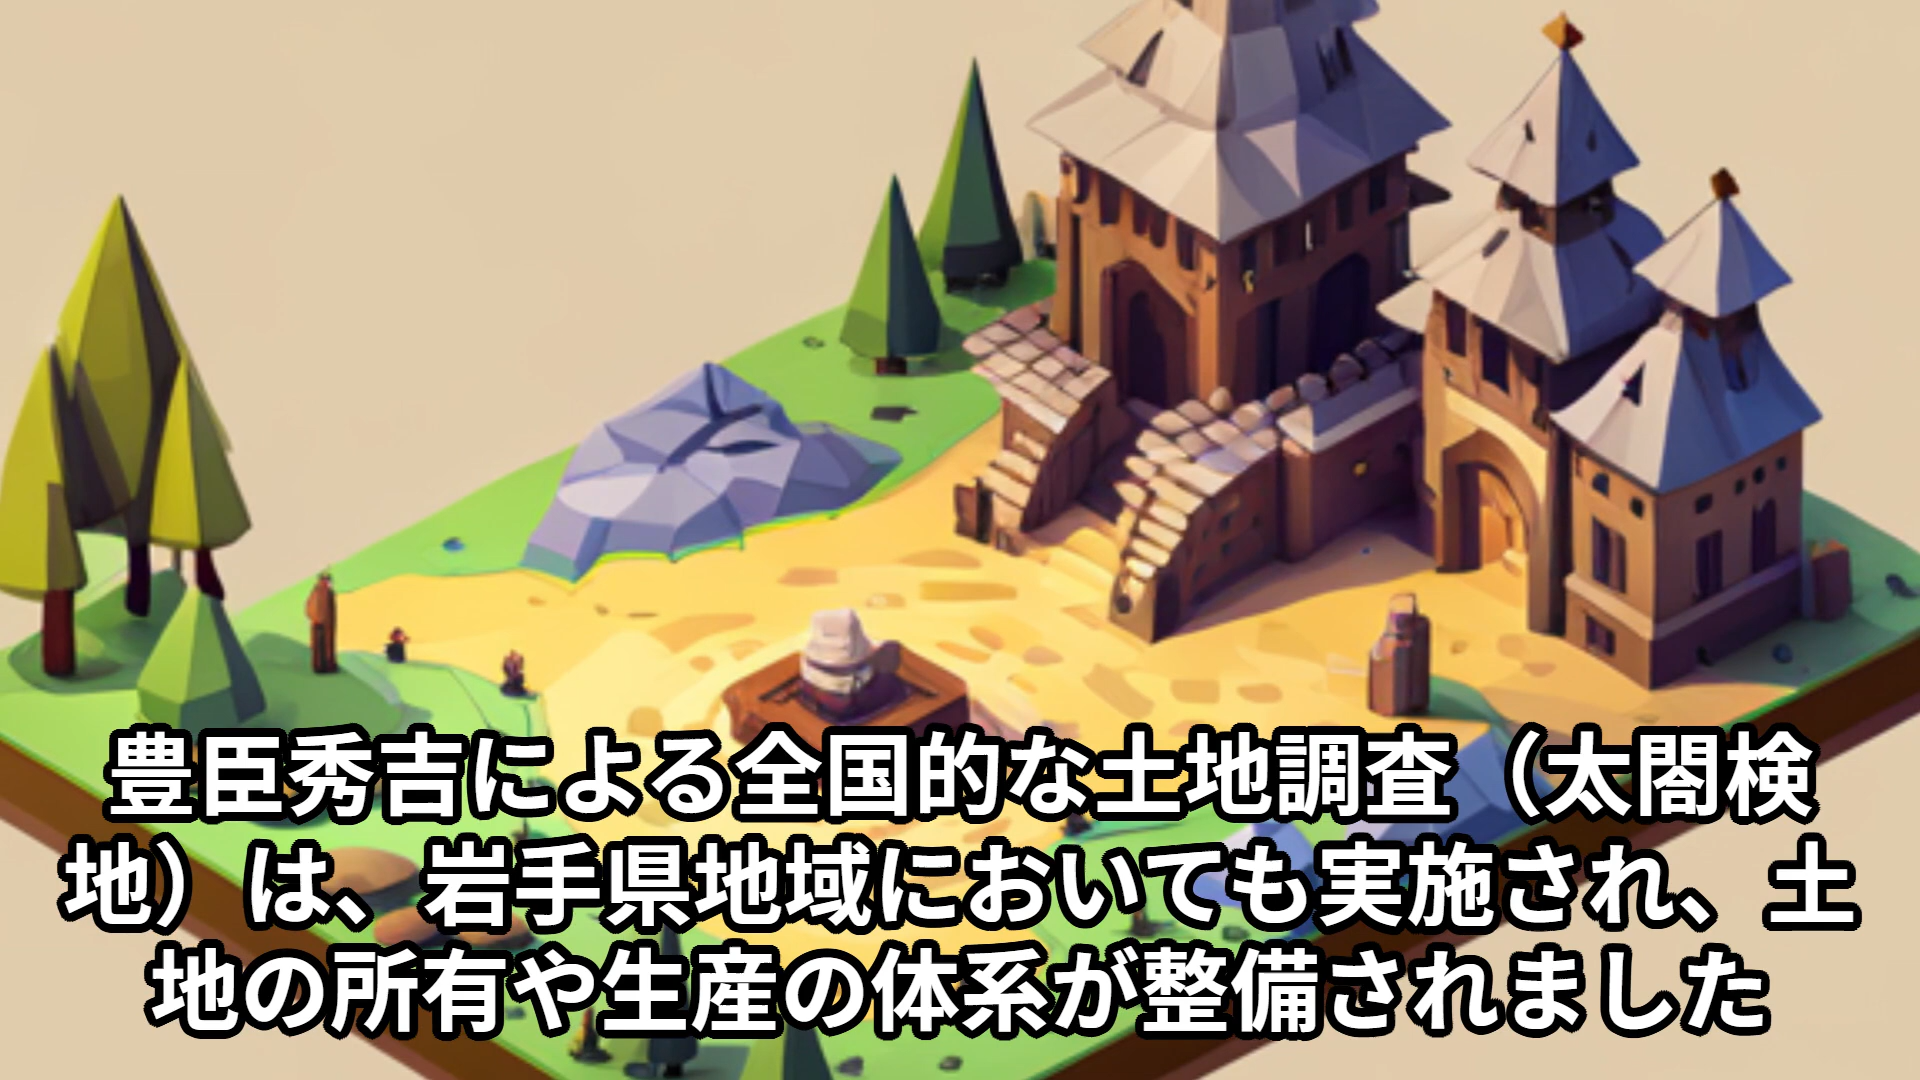 豊臣秀吉による全国的な土地調査（太閤検
地）は、岩手県地域においても実施され、土
地の所有や生産の体系が整備されました